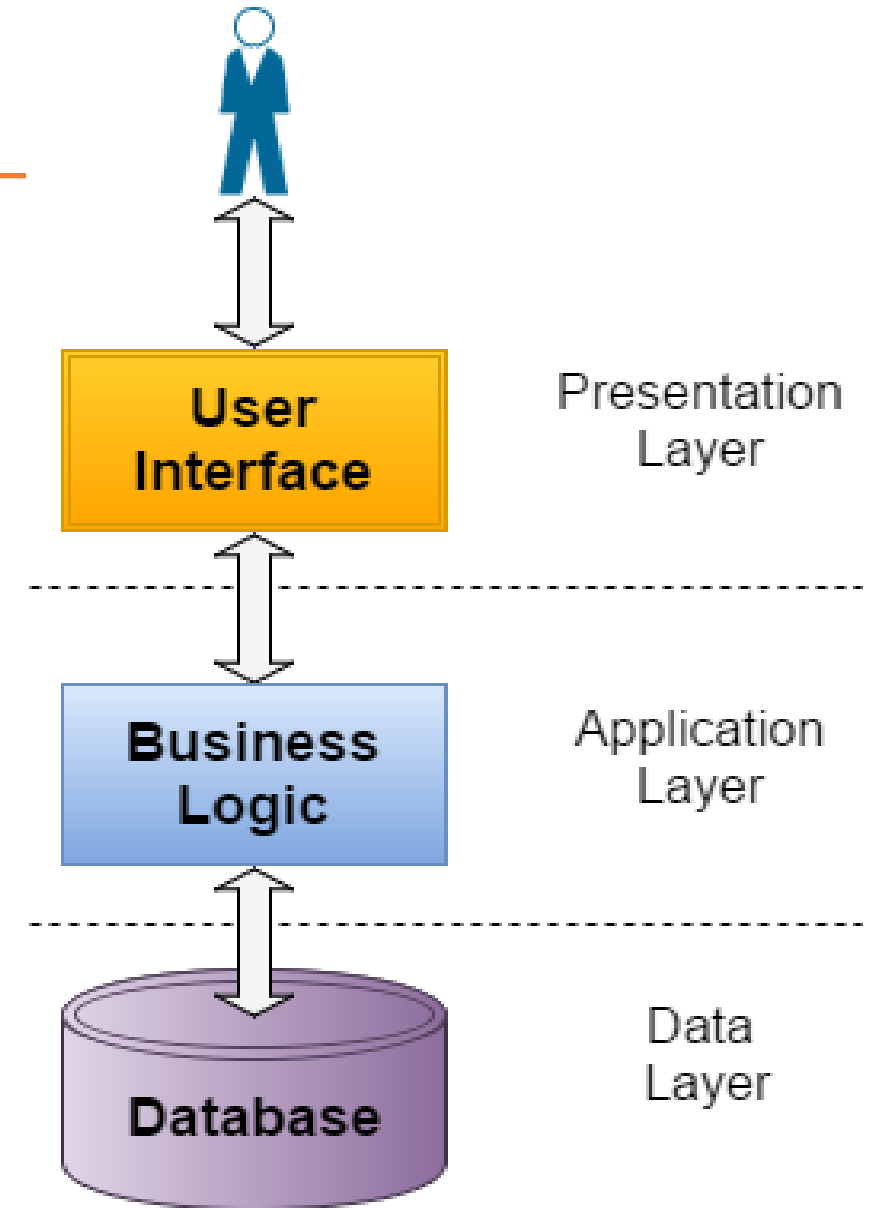 User
Interface
Presentation
Layer
Business
Logic
Application
Layer
Database
Data
Layer